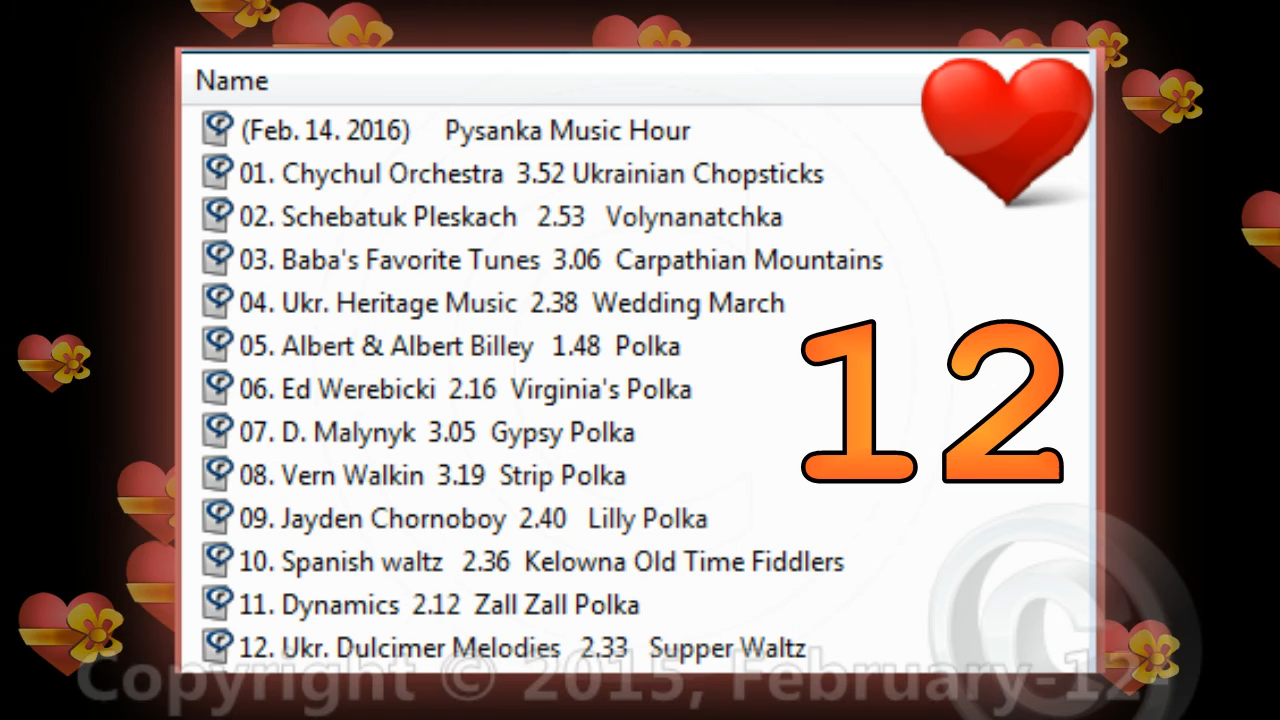 Name
(Feb. 14. 2016) Pysanka Music Hour
01. Chychul Orchestra 3.52 Ukrainian Chopsticks
02. Schebatuk Pleskach 2.53 Volynanatchka
03. Baba's Favorite Tunes 3.06 Carpathian Mountains
04. Ukr. Heritage Music 2.38 Wedding March
05. Albert & Albert Billey 1.48 Polka
06. Ed Werebicki 2.16 Virginia's Polka
07. D. Malynyk 3.05 Gypsy Polka
08. Vern Walkin 3.19 Strip Polka
09. Jayden Chornoboy 2.40 Lilly Polka
10. Spanish waltz 2.36 Kelowna Old Time Fiddlers
11. Dynamics 2.12 Zall Zall Polka
12. Ukr. Dulcimer Melodies 2.33 Supper Waltz
12
©
Copyright © 2015, February-12